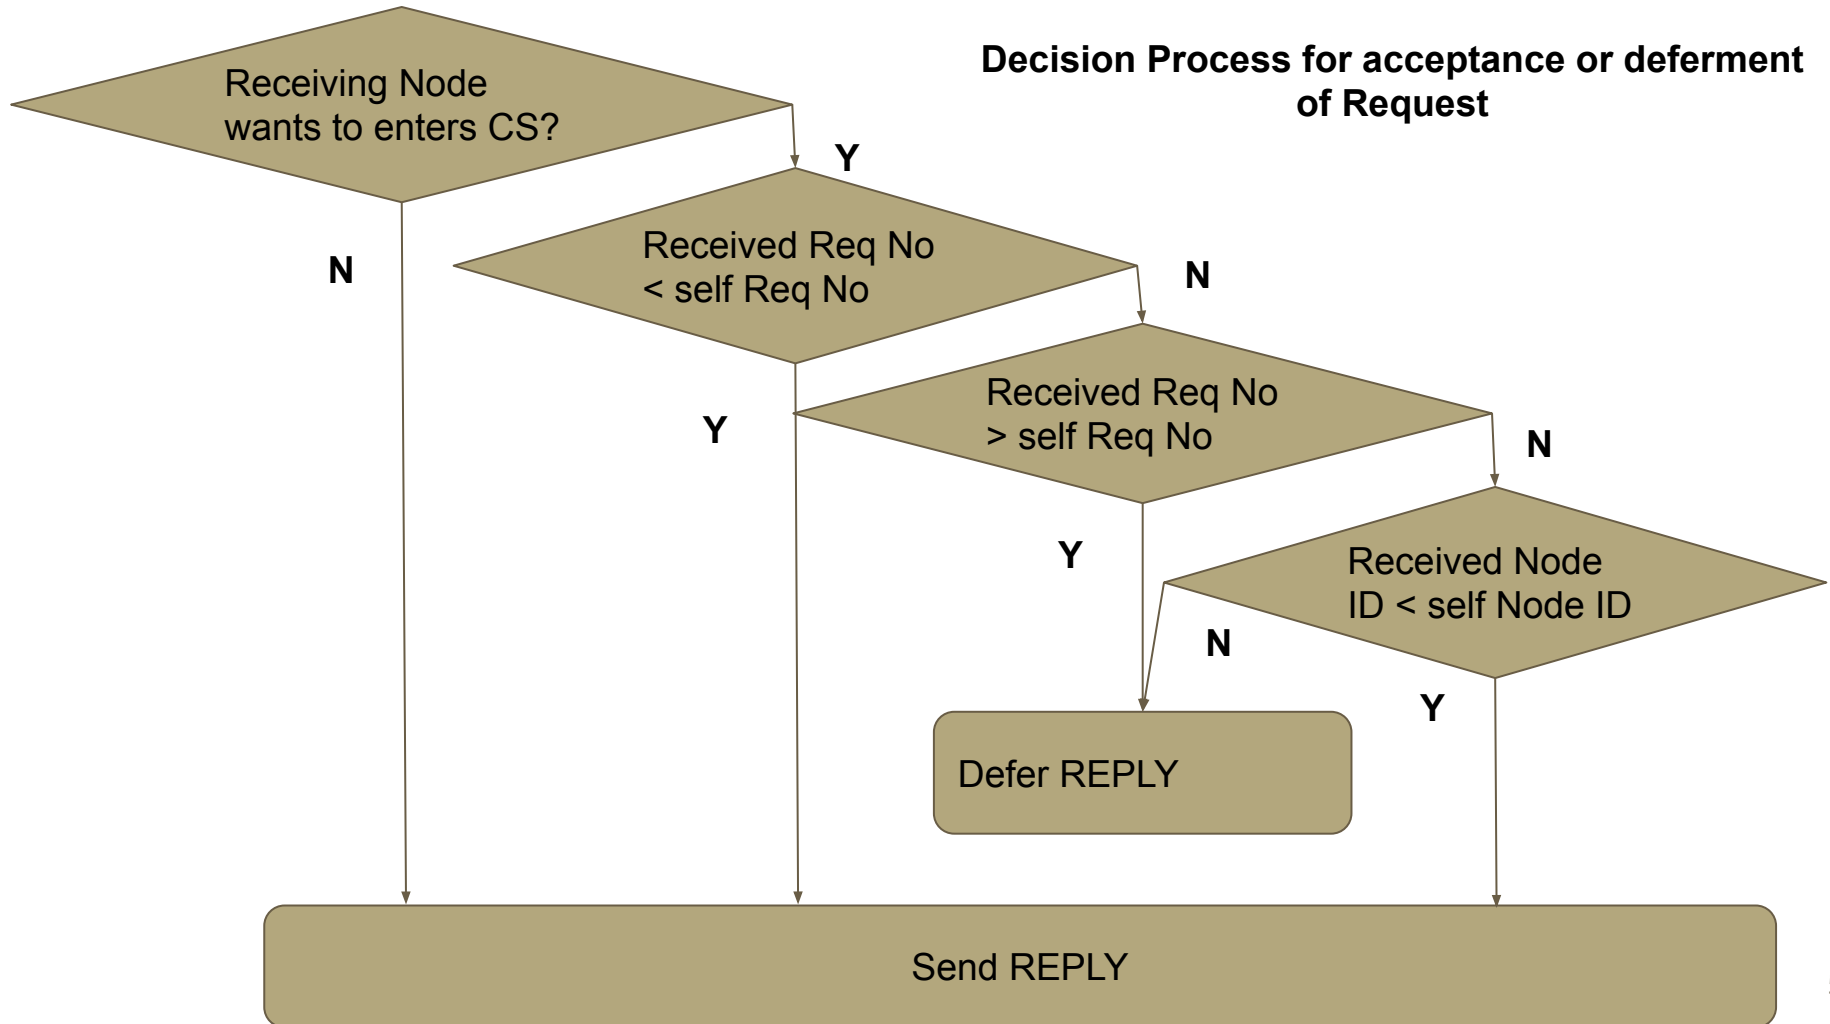 Decision Process for acceptance or deferment
of Request
Receiving Node
wants to enters CS?
Y
N
Received Req No
< self Req No
N
Y
Received Req No
> self Req No
N
Y
Received Node
ID < self Node ID
N
Y
Defer REPLY
Send REPLY